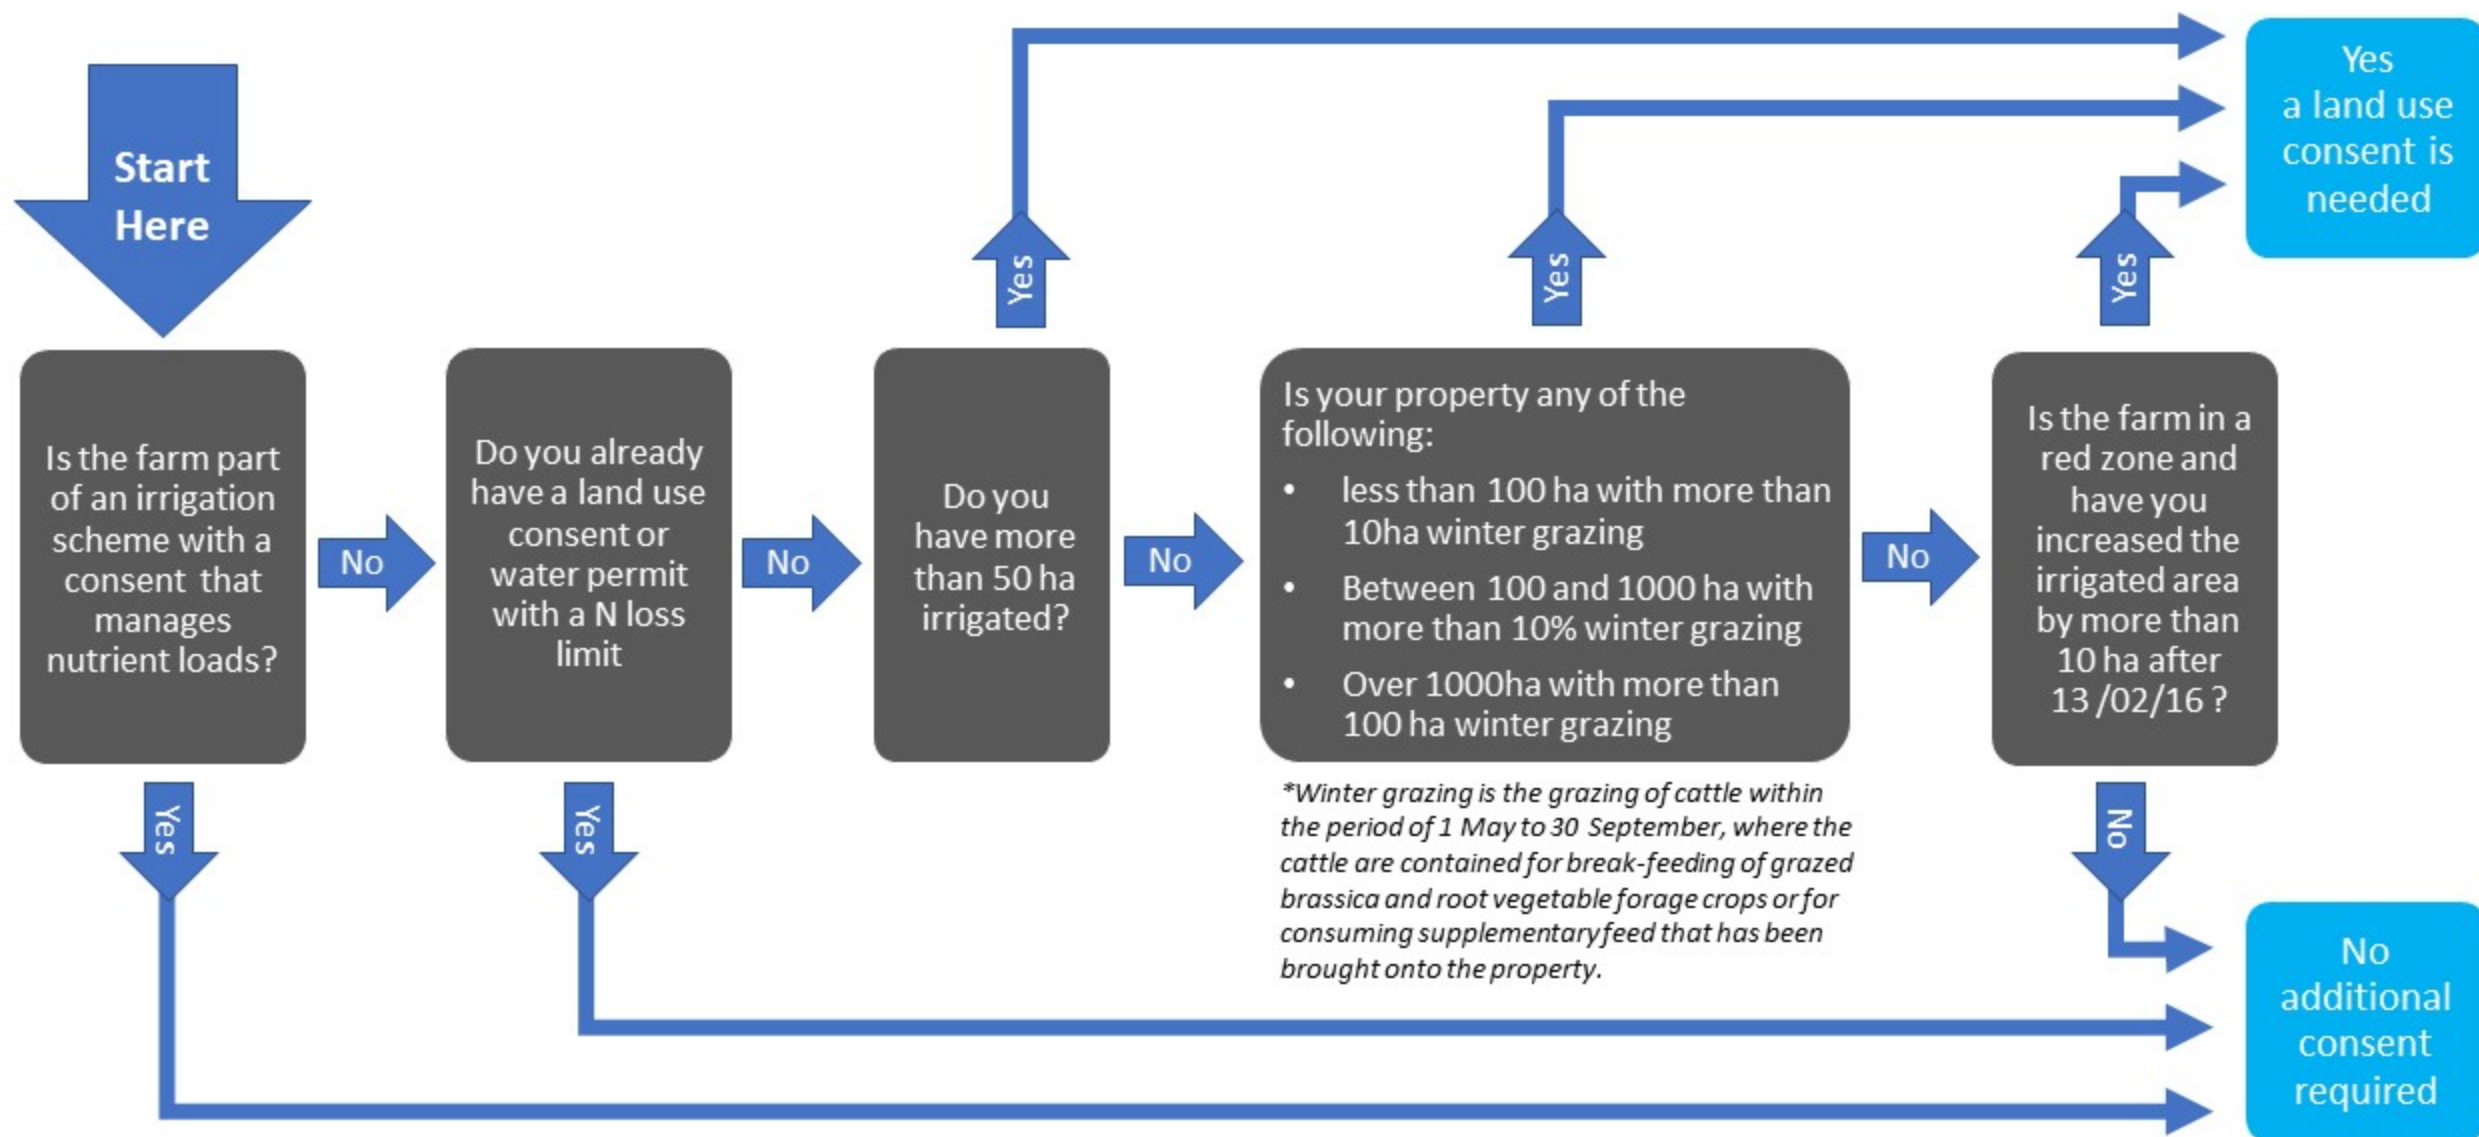 Start
Here
Is the farm part
of an irrigation
scheme with a
consent that
manages
nutrient loads?
No
Yes
Do you already
have a land use
consent or
water permit
with a N loss
limit
No
Yes
Do you
have more
than 50 ha
irrigated?
Yes
No
Is your property any of the
following:
• less than 100 ha with more than
10ha winter grazing
• Between 100 and 1000 ha with
more than 10% winter grazing
• Over 1000ha with more than
100 ha winter grazing
*Winter grazing is the grazing of cattle within
the period of 1 May to 30 September, where the
cattle are contained for break-feeding of grazed
brassica and root vegetable forage crops or for
consuming supplementary feed that has been
brought onto the property.
Yes
No
Is the farm in a
red zone and
have you
increased the
irrigated area
by more than
10 ha after
13 /02/16 ?
Yes
No
Yes
a land use
consent is
needed
No
additional
consent
required